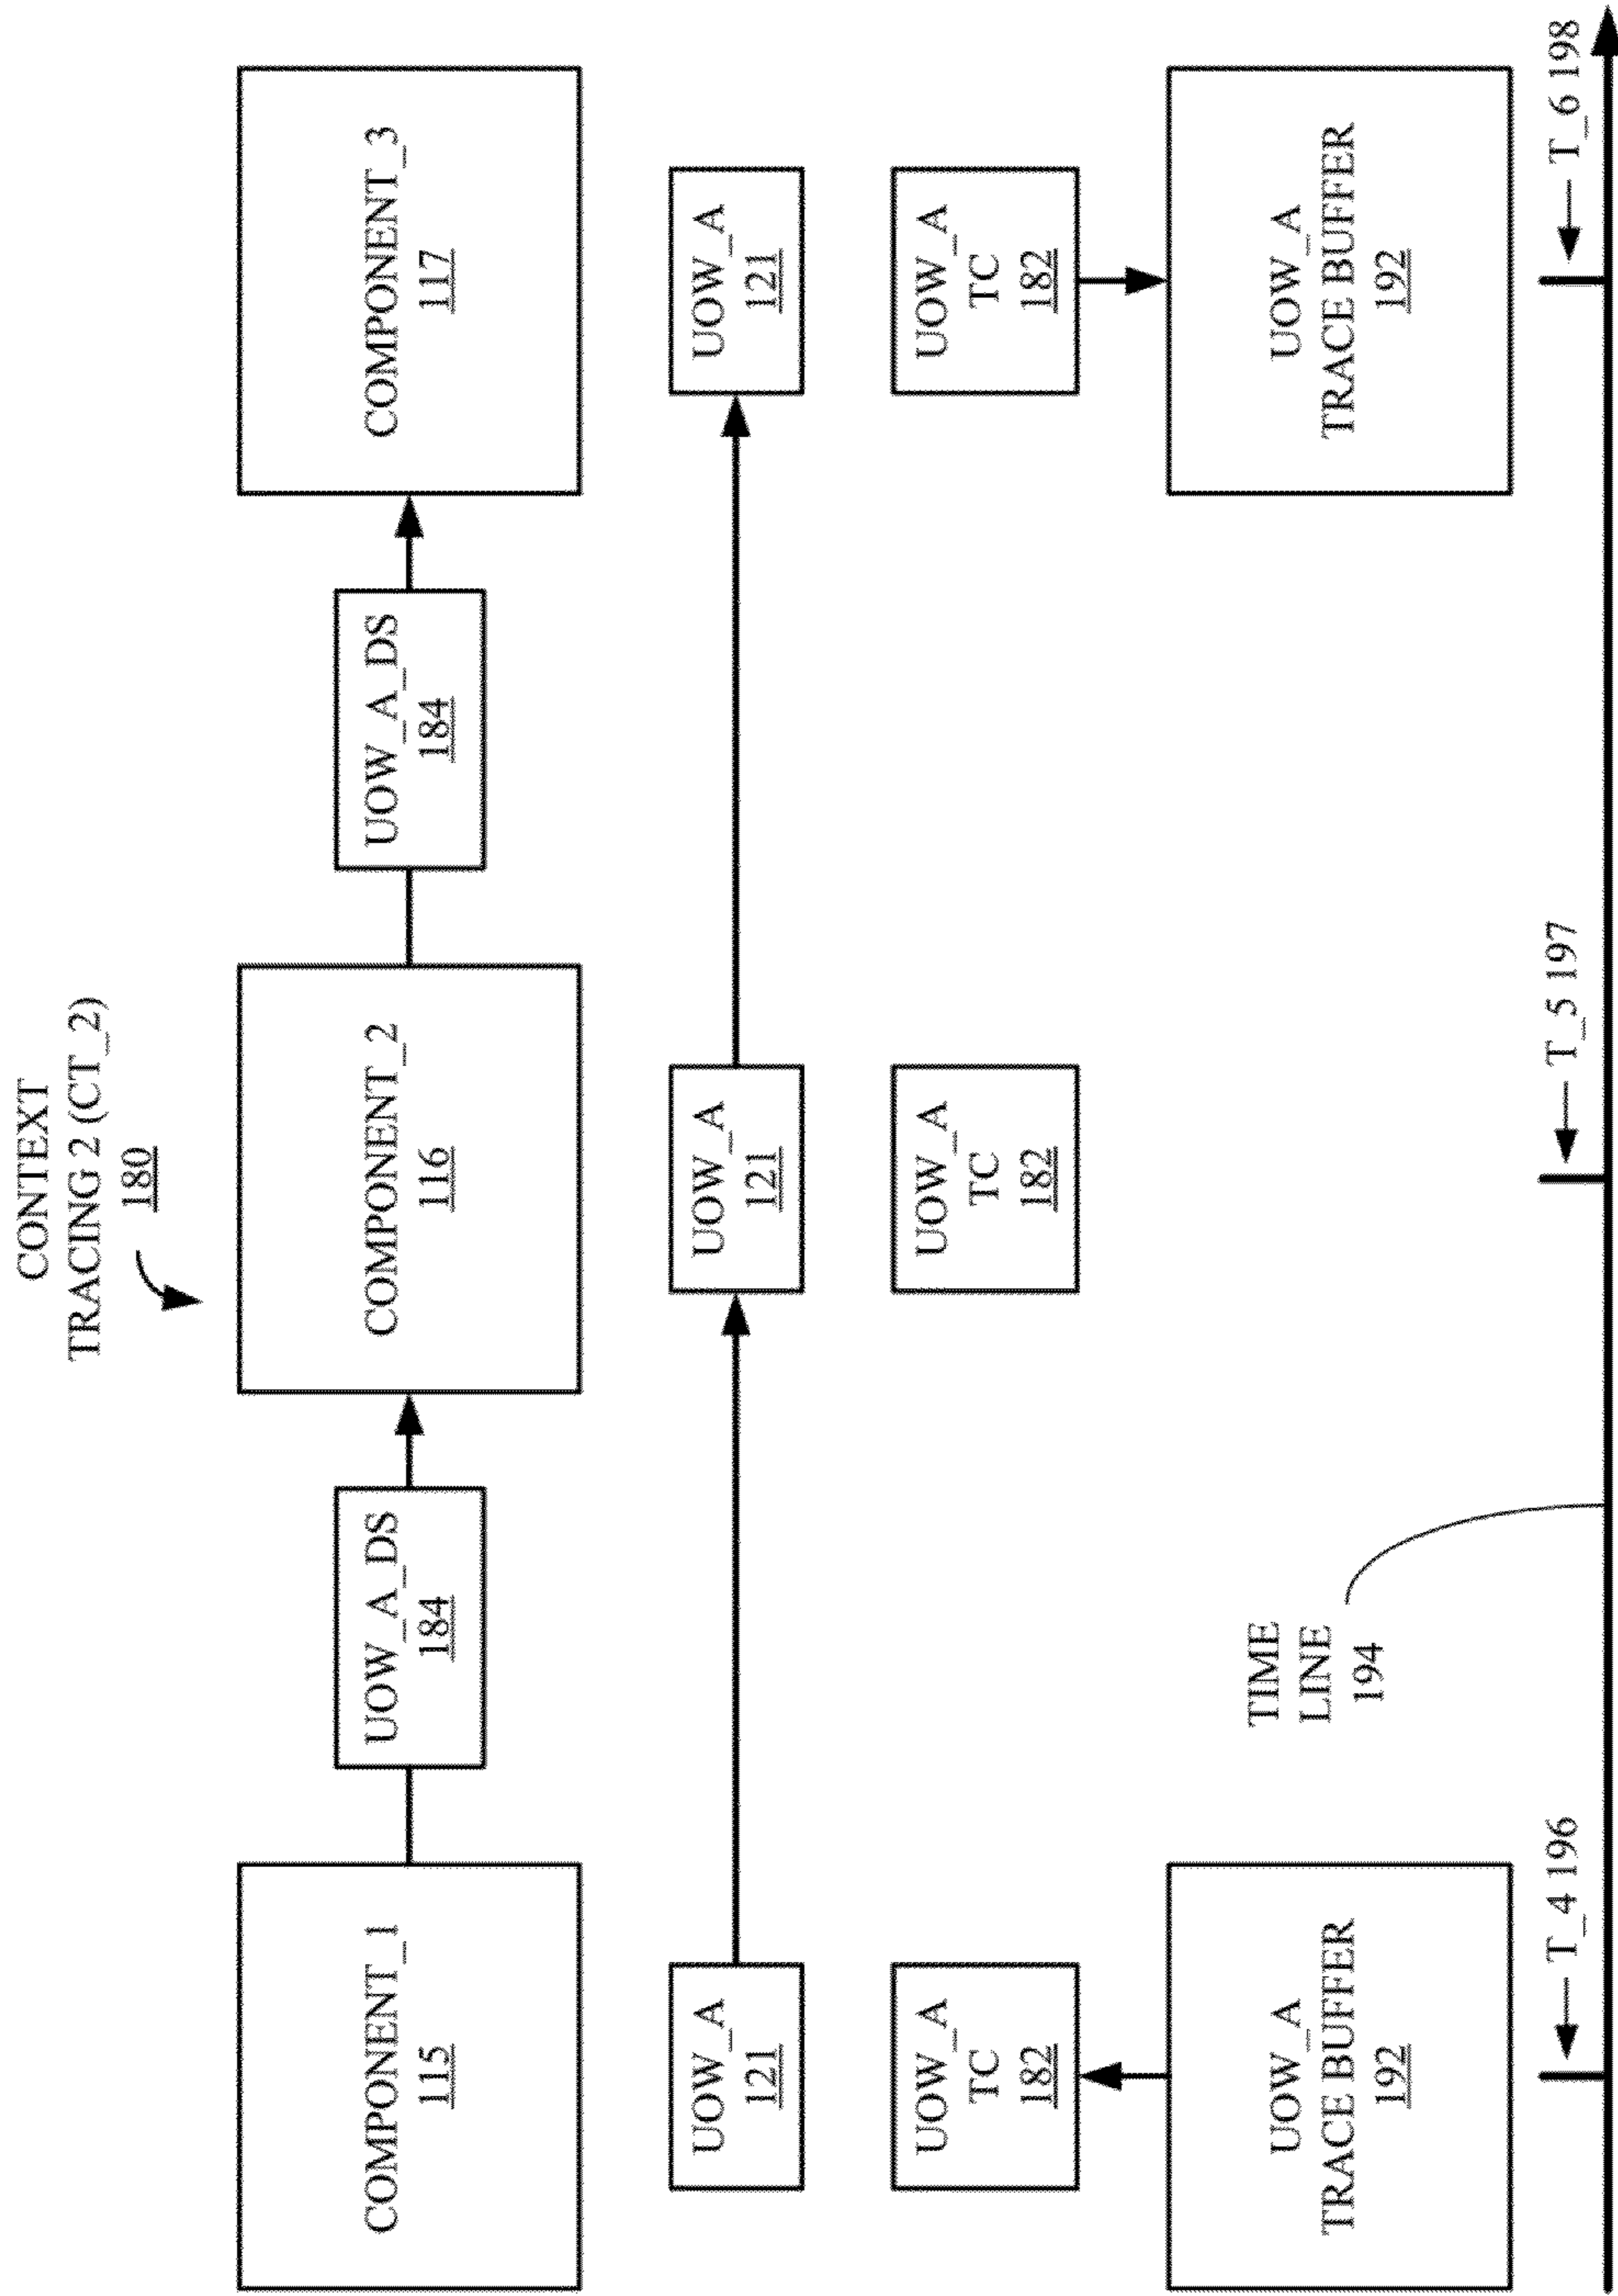 CONTEXT
TRACING 2 (CT_2)
180
COMPONENT_1
115
UOW_A_DS
184
COMPONENT_2
116
UOW_A_DS
184
COMPONENT_3
117
UOW_A
121
UOW_A
121
UOW_A
121
UOW_A
TC
182
UOW_A
TC
182
UOW_A
TC
182
UOW_A
TRACE BUFFER
192
TIME
LINE
194
UOW_A
TRACE BUFFER
192
T_4 196
T_5 197
T_6 198